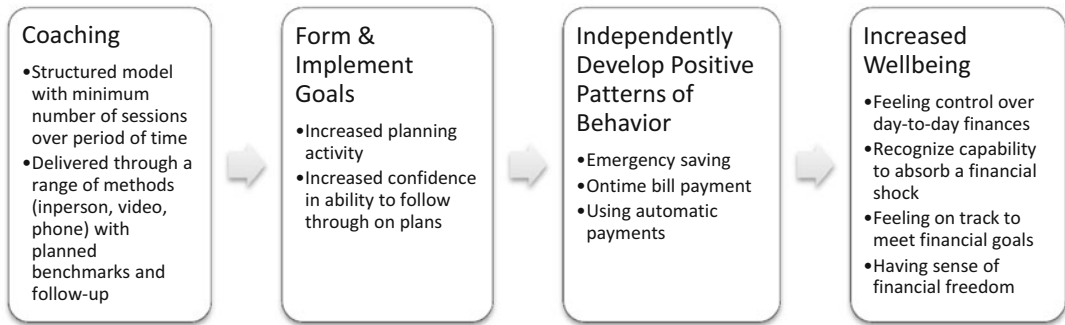 Coaching
•Structured model
with minimum
number of sessions
over period of time
•Delivered through a
range of methods
(inperson, video,
phone) with
planned
benchmarks and
follow-up
Form &
Implement
Goals
•Increased planning
activity
•Increased confidence
in ability to follow
through on plans
Independently
Develop Positive
Patterns of
Behavior
•Emergency saving
•Ontime bill payment
•Using automatic
payments
Increased
Wellbeing
•Feeling control over
day-to-day finances
•Recognize capability
to absorb a financial
shock
•Feeling on track to
meet financial goals
•Having sense of
financial freedom